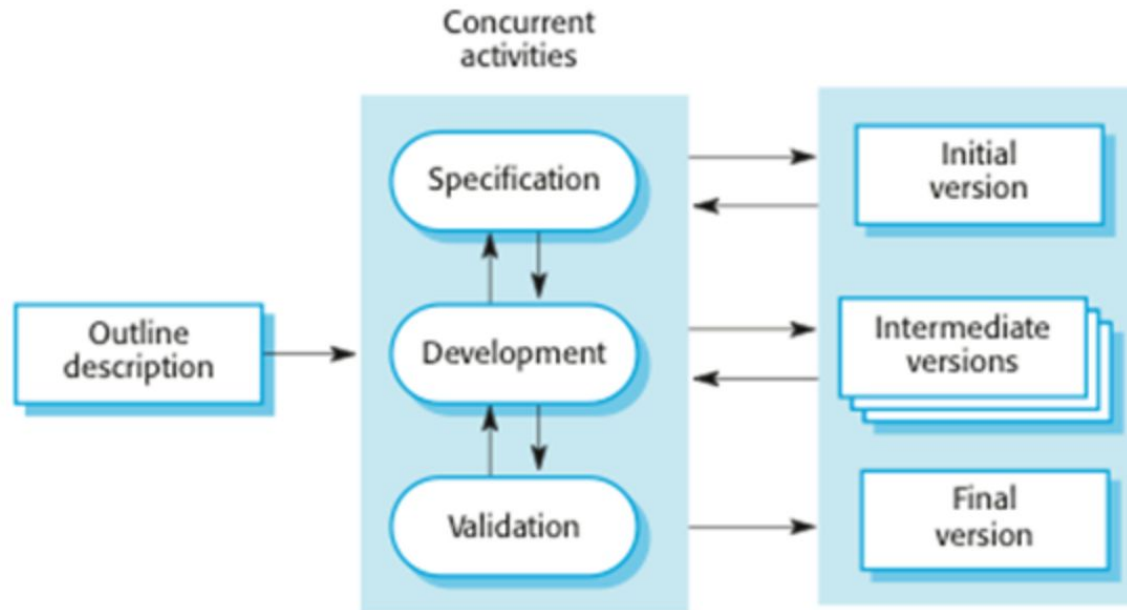 Concurrent
activities
Specification
Initial
version
Outline
description
Development
Intermediate
versions
Validation
Final
version